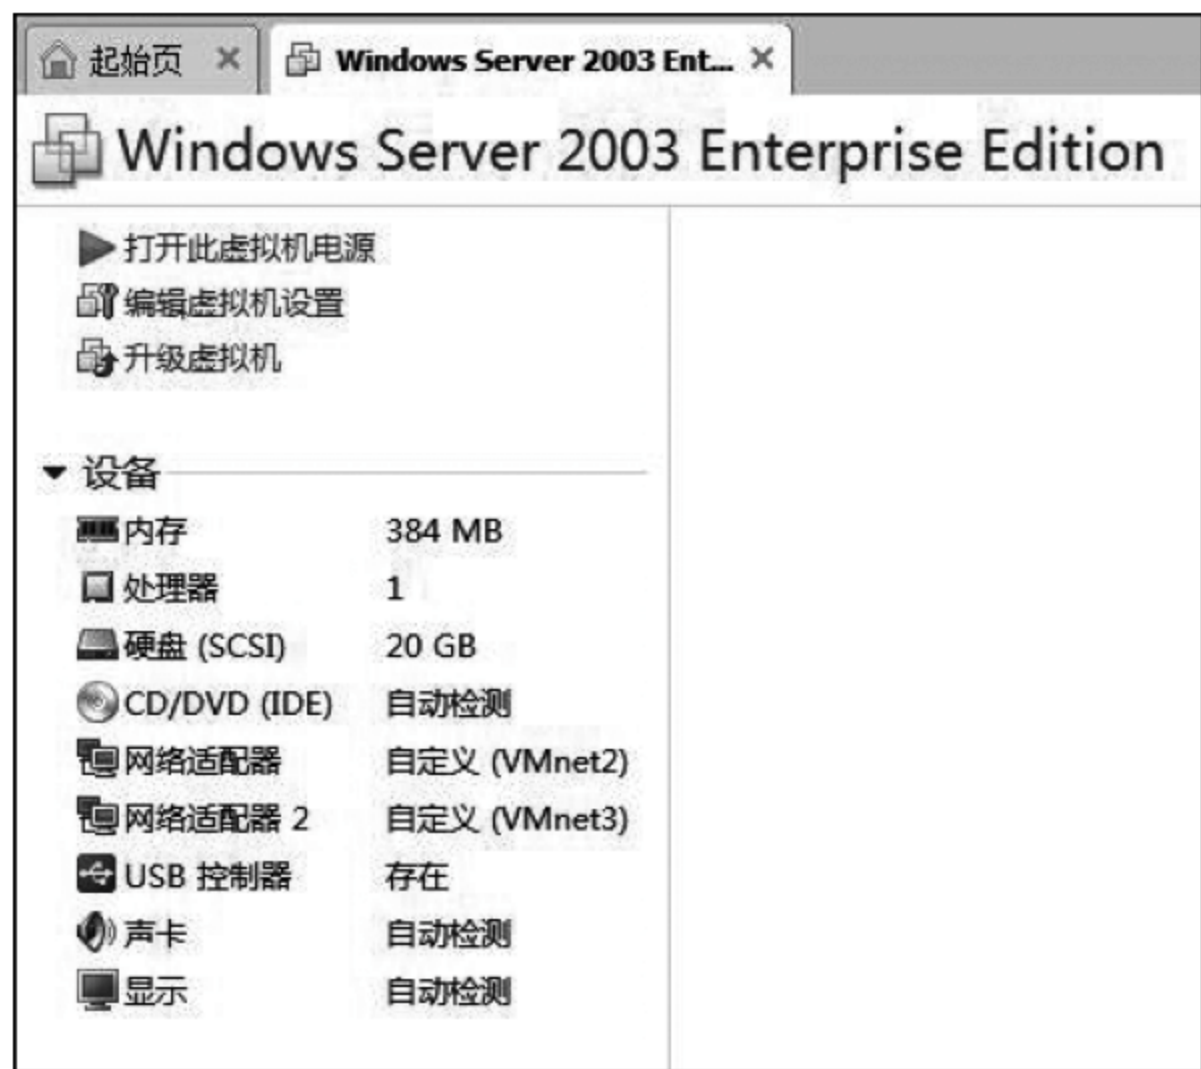 起始页 Windows Server 2003 Ent...
Windows Server 2003 Enterprise Edition
打开此虚拟机电源
编辑虚拟机设置
升级虚拟机
设备
内存 384 MB
处理器 1
硬盘 (SCSI) 20 GB
CD/DVD (IDE) 自动检测
网络适配器 自定义 (VMnet2)
网络适配器 2 自定义 (VMnet3)
USB 控制器 存在
声卡 自动检测
显示 自动检测